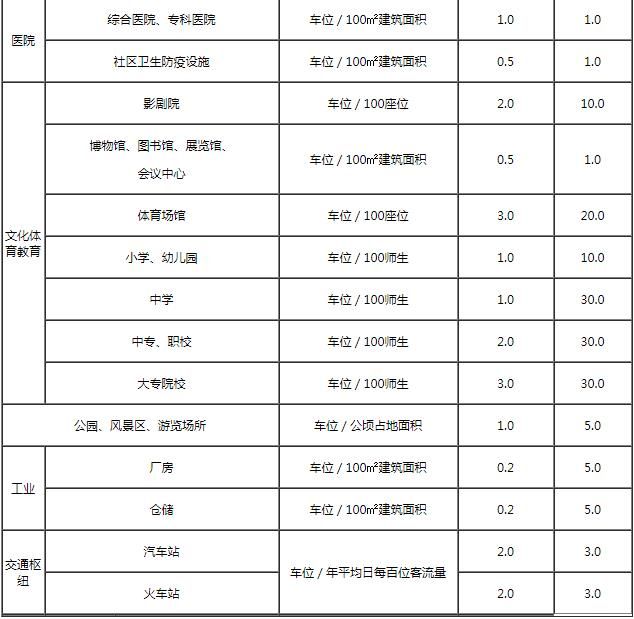 医院
综合医院、专科医院 车位 / 100㎡建筑面积 1.0 1.0
社区卫生防疫设施 车位 / 100㎡建筑面积 0.5 1.0
文化体
育教育
影剧院 车位 / 100座位 2.0 10.0
博物馆、图书馆、展览馆、
会议中心 车位 / 100㎡建筑面积 0.5 1.0
体育场馆 车位 / 100座位 3.0 20.0
小学、幼儿园 车位 / 100师生 1.0 10.0
中学 车位 / 100师生 1.0 30.0
中专、职校 车位 / 100师生 2.0 30.0
大专院校 车位 / 100师生 3.0 30.0
公园、风景区、游览场所 车位 / 公顷占地面积 1.0 5.0
工业
厂房 车位 / 100㎡建筑面积 0.2 5.0
仓储 车位 / 100㎡建筑面积 0.2 5.0
交通枢
纽
汽车站 车位 / 年平均日每百位客流量 2.0 3.0
火车站 2.0 3.0